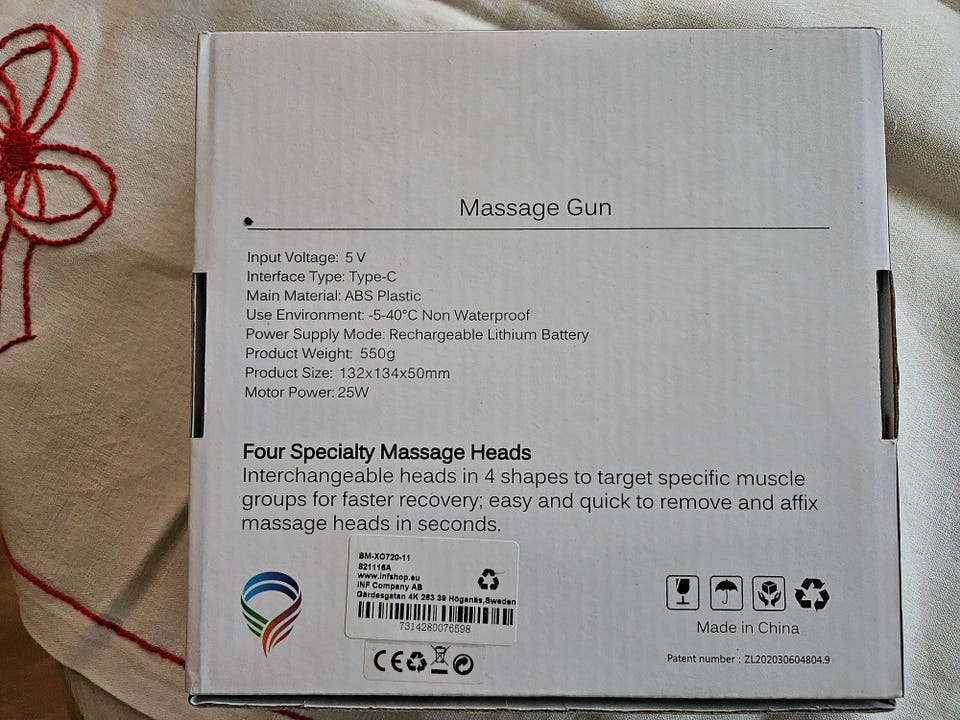 Massage Gun
Input Voltage: 5 V
Interface Type: Type-C
Main Material: ABS Plastic
Use Environment: -5-40°C Non Waterproof
Power Supply Mode: Rechargeable Lithium Battery
Product Weight: 550g
Product Size: 132x134x50mm
Motor Power: 25W
Four Specialty Massage Heads
Interchangeable heads in 4 shapes to target specific muscle
groups for faster recovery; easy and quick to remove and affix
massage heads in seconds.
BM-XO720-11
821116A
www.infshop.eu
INF Company AB
Gärdesgatan 4K 263 39 Höganäs,Sweden
7314280076598
CE
Made in China
Patent number : ZL202030604804.9